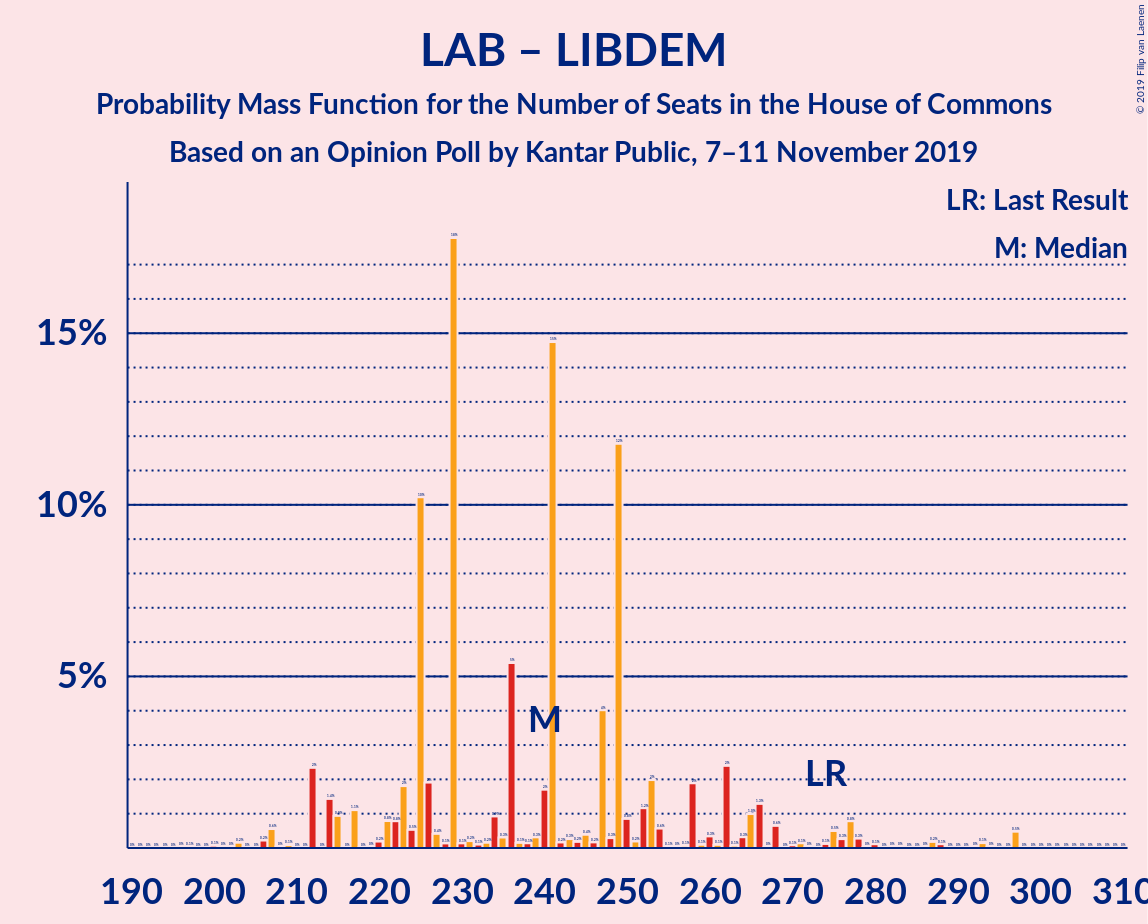 LAB – LIBDEM
Probability Mass Function for the Number of Seats in the House of Commons
Based on an Opinion Poll by Kantar Public, 7–11 November 2019
© 2019 Filip van Laenen
LR: Last Result
M: Median
15%
10%
5%
M
LR
190 200 210 220 230 240 250 260 270 280 290 300 310